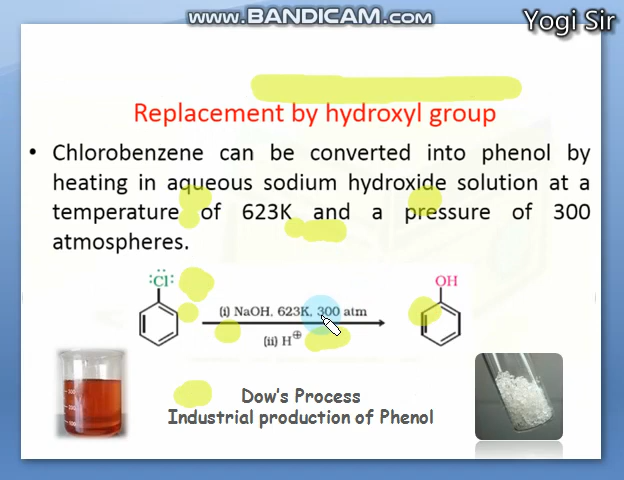 www.BANDICAM.com
Yogi Sir
Replacement by hydroxyl group
• Chlorobenzene can be converted into phenol by
heating in aqueous sodium hydroxide solution at a
temperature of 623K and a pressure of 300
atmospheres.
Cl
OH
(i) NaOH, 623K, 300 atm
(ii) H⊕
Dow's Process
Industrial production of Phenol